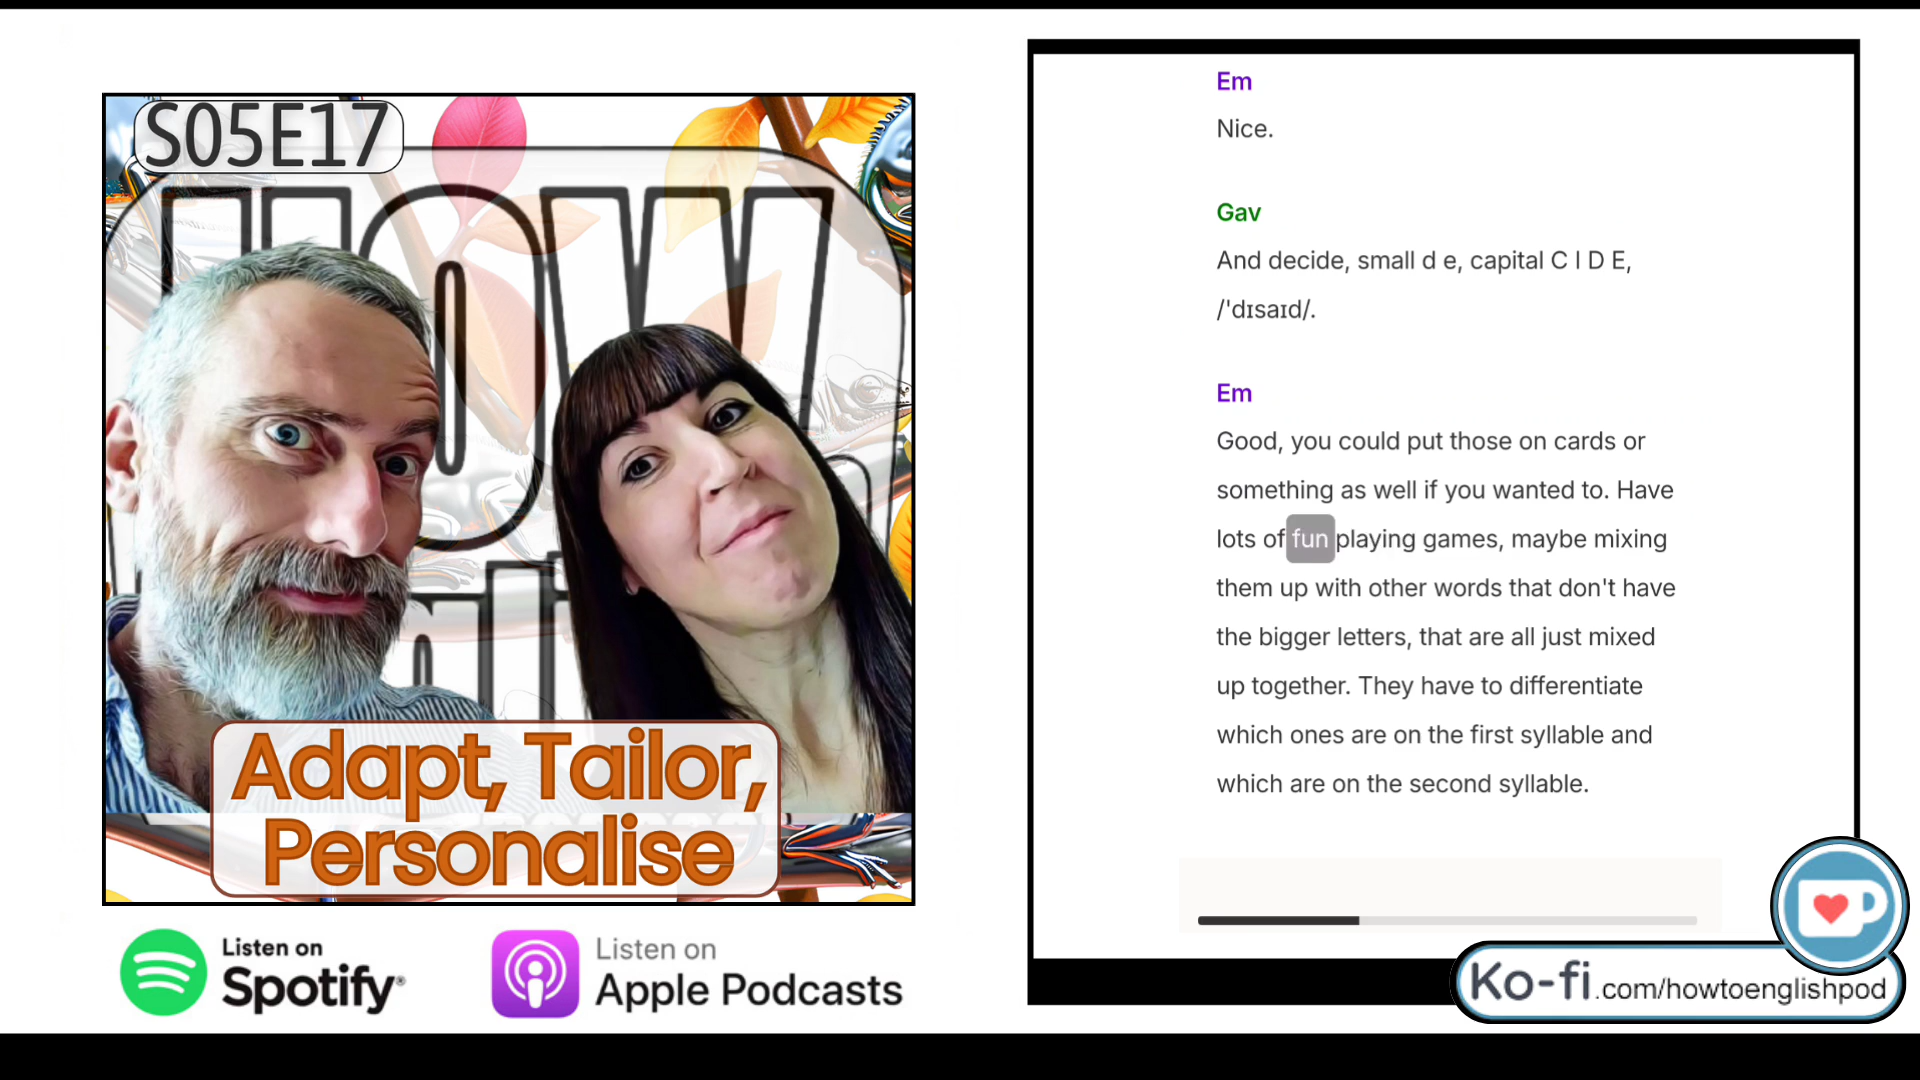 S05E17
HOW
Adapt, Tailor,
Personalise
Listen on
Spotify®
Listen on
Apple Podcasts
Em
Nice.
Gav
And decide, small d e, capital C I D E,
/'dɪsaɪd/.
Em
Good, you could put those on cards or
something as well if you wanted to. Have
lots of fun playing games, maybe mixing
them up with other words that don't have
the bigger letters, that are all just mixed
up together. They have to differentiate
which ones are on the first syllable and
which are on the second syllable.
Ko-fi.com/howtoenglishpod